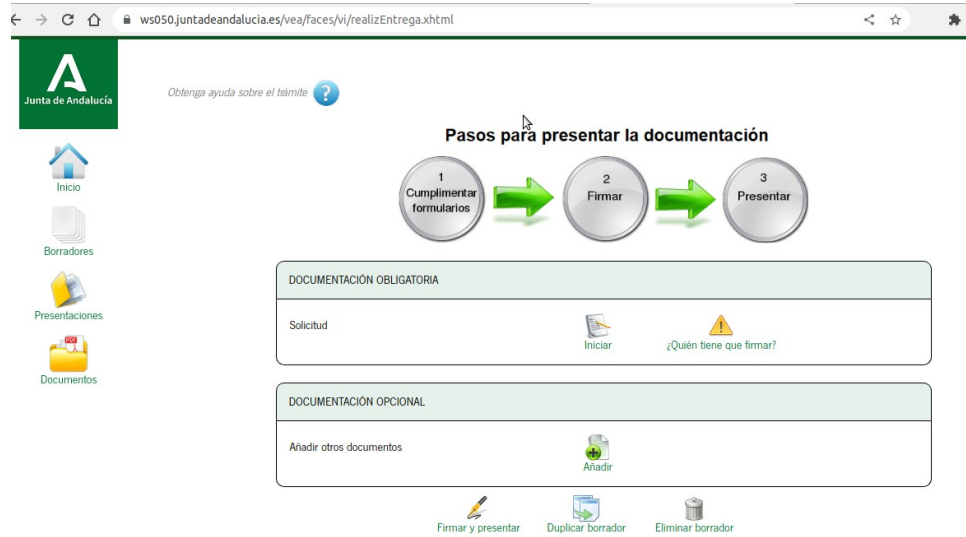 ws050.juntadeandalucia.es/vea/faces/vi/realizEntrega.xhtml
Junta de Andalucía
Obtenga ayuda sobre el trámite
?
Pasos para presentar la documentación
1
Cumplimentar
formularios
2
Firmar
3
Presentar
Inicio
Borradores
Presentaciones
PDF
Documentos
DOCUMENTACIÓN OBLIGATORIA
Solicitud
Iniciar
¿Quién tiene que firmar?
DOCUMENTACIÓN OPCIONAL
Añadir otros documentos
Añadir
Firmar y presentar
Duplicar borrador
Eliminar borrador